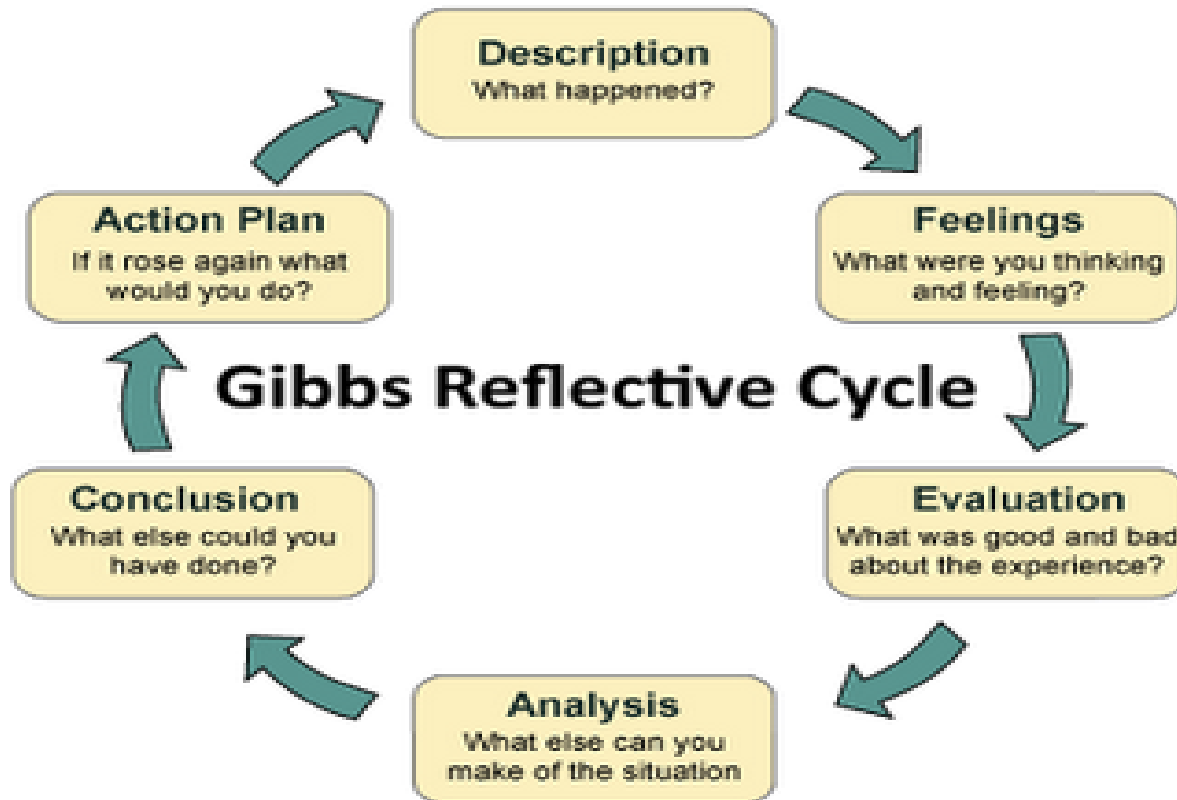 Description
What happened?
Feelings
What were you thinking
and feeling?
Evaluation
What was good and bad
about the experience?
Analysis
What else can you
make of the situation
Conclusion
What else could you
have done?
Action Plan
If it rose again what
would you do?
Gibbs Reflective Cycle